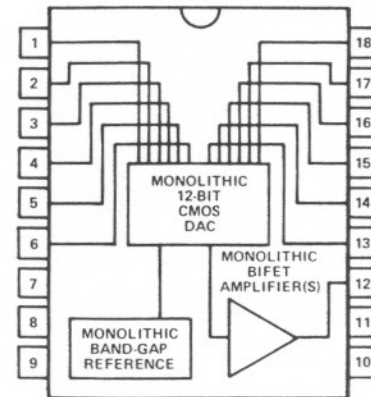 1
2
3
4
5
6
7
8
9
18
17
16
15
14
13
12
11
10
MONOLITHIC
12-BIT
CMOS
DAC
MONOLITHIC
BIFET
AMPLIFIER(S)
MONOLITHIC
BAND-GAP
REFERENCE